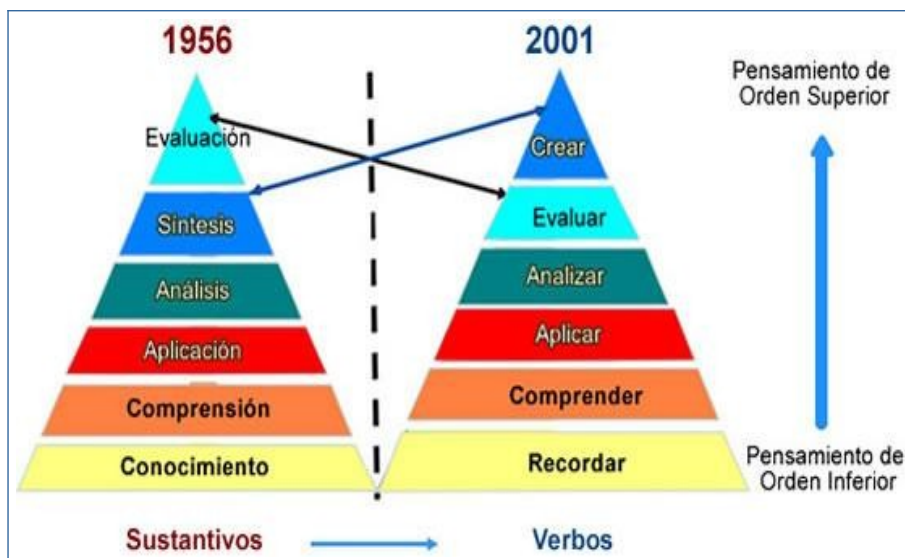 1956
2001
Pensamiento de
Orden Superior
Evaluación
Crear
Síntesis
Evaluar
Análisis
Analizar
Aplicación
Aplicar
Comprensión
Comprender
Conocimiento
Recordar
Pensamiento de
Orden Inferior
Sustantivos
Verbos